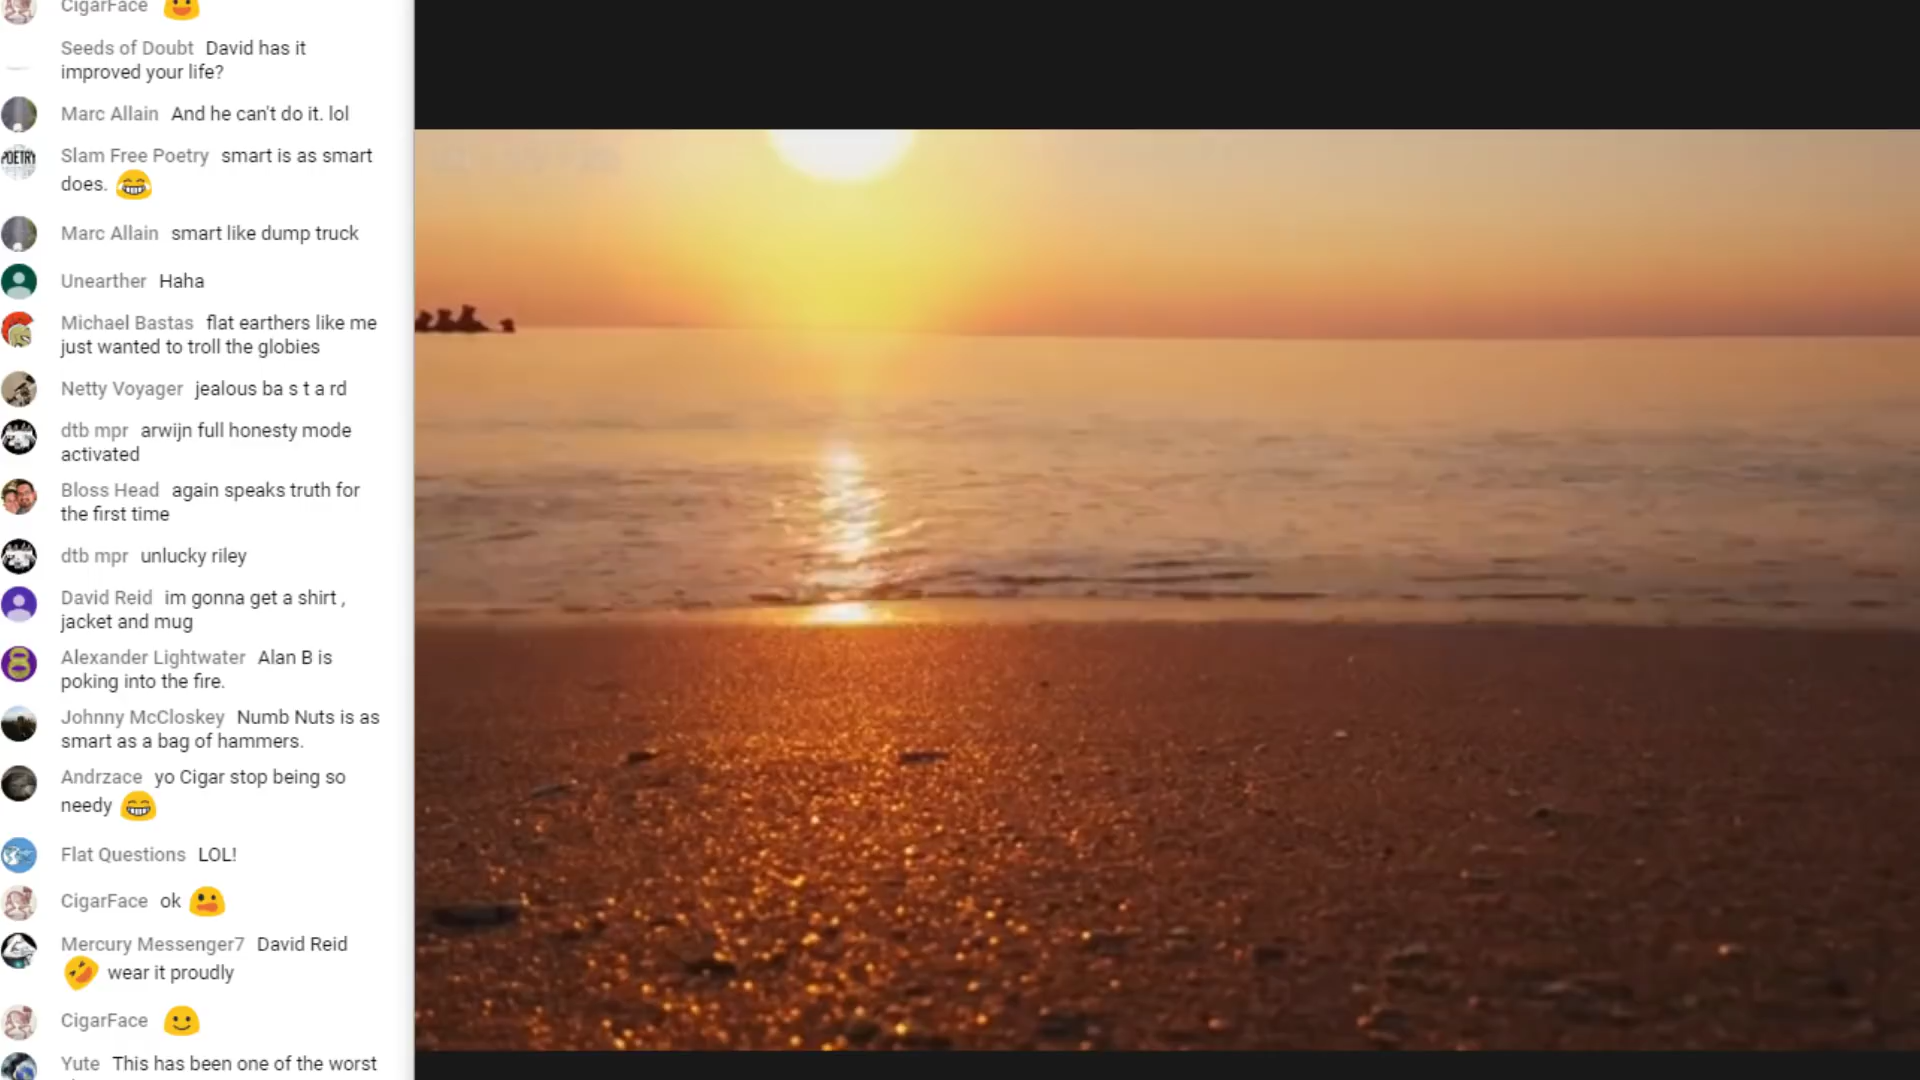 CigarFace
Seeds of Doubt David has it
improved your life?
Marc Allain And he can't do it. lol
POETRY
Slam Free Poetry smart is as smart
does.
Marc Allain smart like dump truck
Unearther Haha
Michael Bastas flat earthers like me
just wanted to troll the globies
Netty Voyager jealous ba s t a rd
dtb mpr arwijn full honesty mode
activated
Bloss Head again speaks truth for
the first time
dtb mpr unlucky riley
David Reid im gonna get a shirt ,
jacket and mug
Alexander Lightwater Alan B is
poking into the fire.
Johnny McCloskey Numb Nuts is as
smart as a bag of hammers.
Andrzace yo Cigar stop being so
needy
Flat Questions LOL!
CigarFace ok
Mercury Messenger7 David Reid
wear it proudly
CigarFace
Yute This has been one of the worst